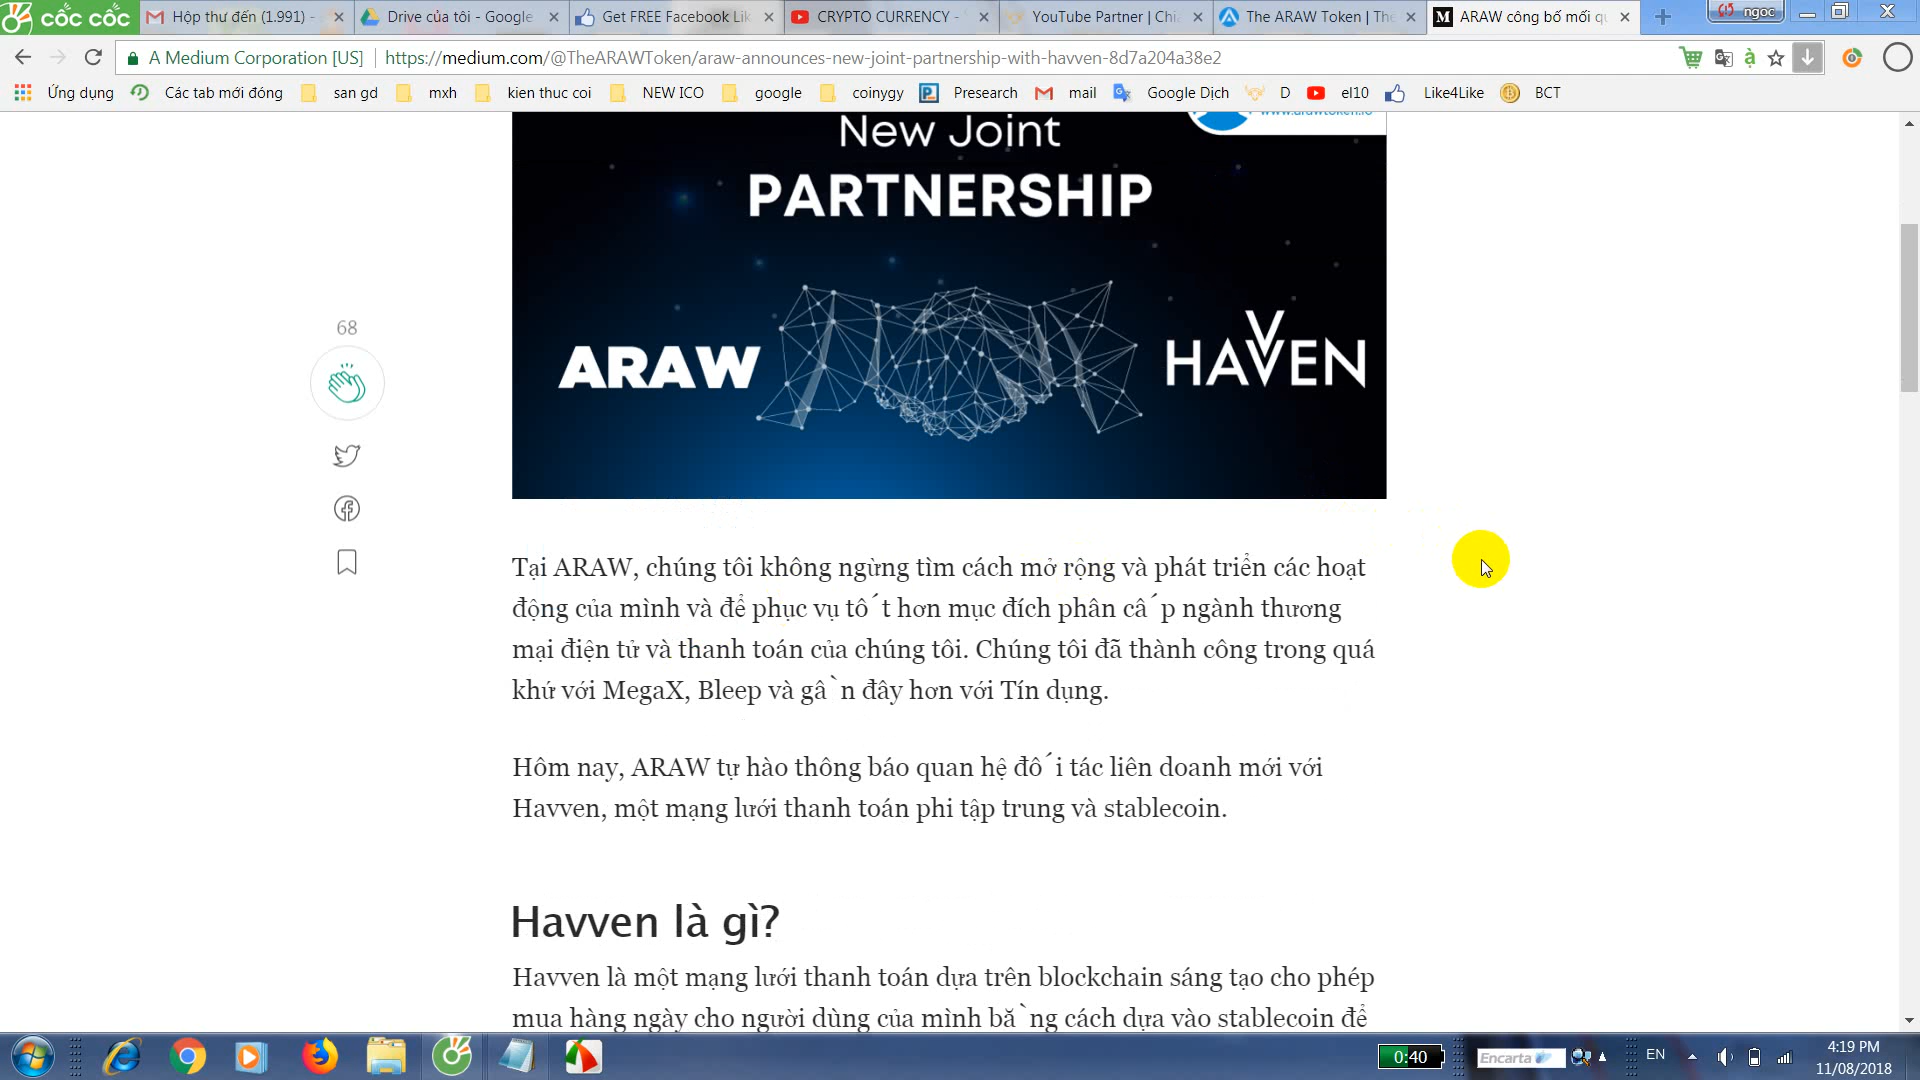 CỐC CỐC
Hộp thư đến (1.991) -
Drive của tôi - Google
Get FREE Facebook Lik
CRYPTO CURRENCY -
YouTube Partner | Chi
The ARAW Token | The
ARAW công bố mối q
ngoc
A Medium Corporation [US]
https://medium.com/@TheARAWToken/araw-announces-new-joint-partnership-with-havven-8d7a204a38e2
Ứng dụng
Các tab mới đóng
san gd
mxh
kien thuc coi
NEW ICO
google
coinygy
Presearch
mail
Google Dịch
D
el10
Like4Like
BCT
New Joint
PARTNERSHIP
ARAW
HAVVEN
68
Tại ARAW, chúng tôi không ngừng tìm cách mở rộng và phát triển các hoạt
động của mình và để phục vụ tốt hơn mục đích phân cấp ngành thương
mại điện tử và thanh toán của chúng tôi. Chúng tôi đã thành công trong quá
khứ với MegaX, Bleep và gần đây hơn với Tín dụng.
Hôm nay, ARAW tự hào thông báo quan hệ đối tác liên doanh mới với
Havven, một mạng lưới thanh toán phi tập trung và stablecoin.
Havven là gì?
Havven là một mạng lưới thanh toán dựa trên blockchain sáng tạo cho phép
mua hàng ngày cho người dùng của mình bằng cách dựa vào stablecoin để
0:40
Encarta
EN
4:19 PM
11/08/2018